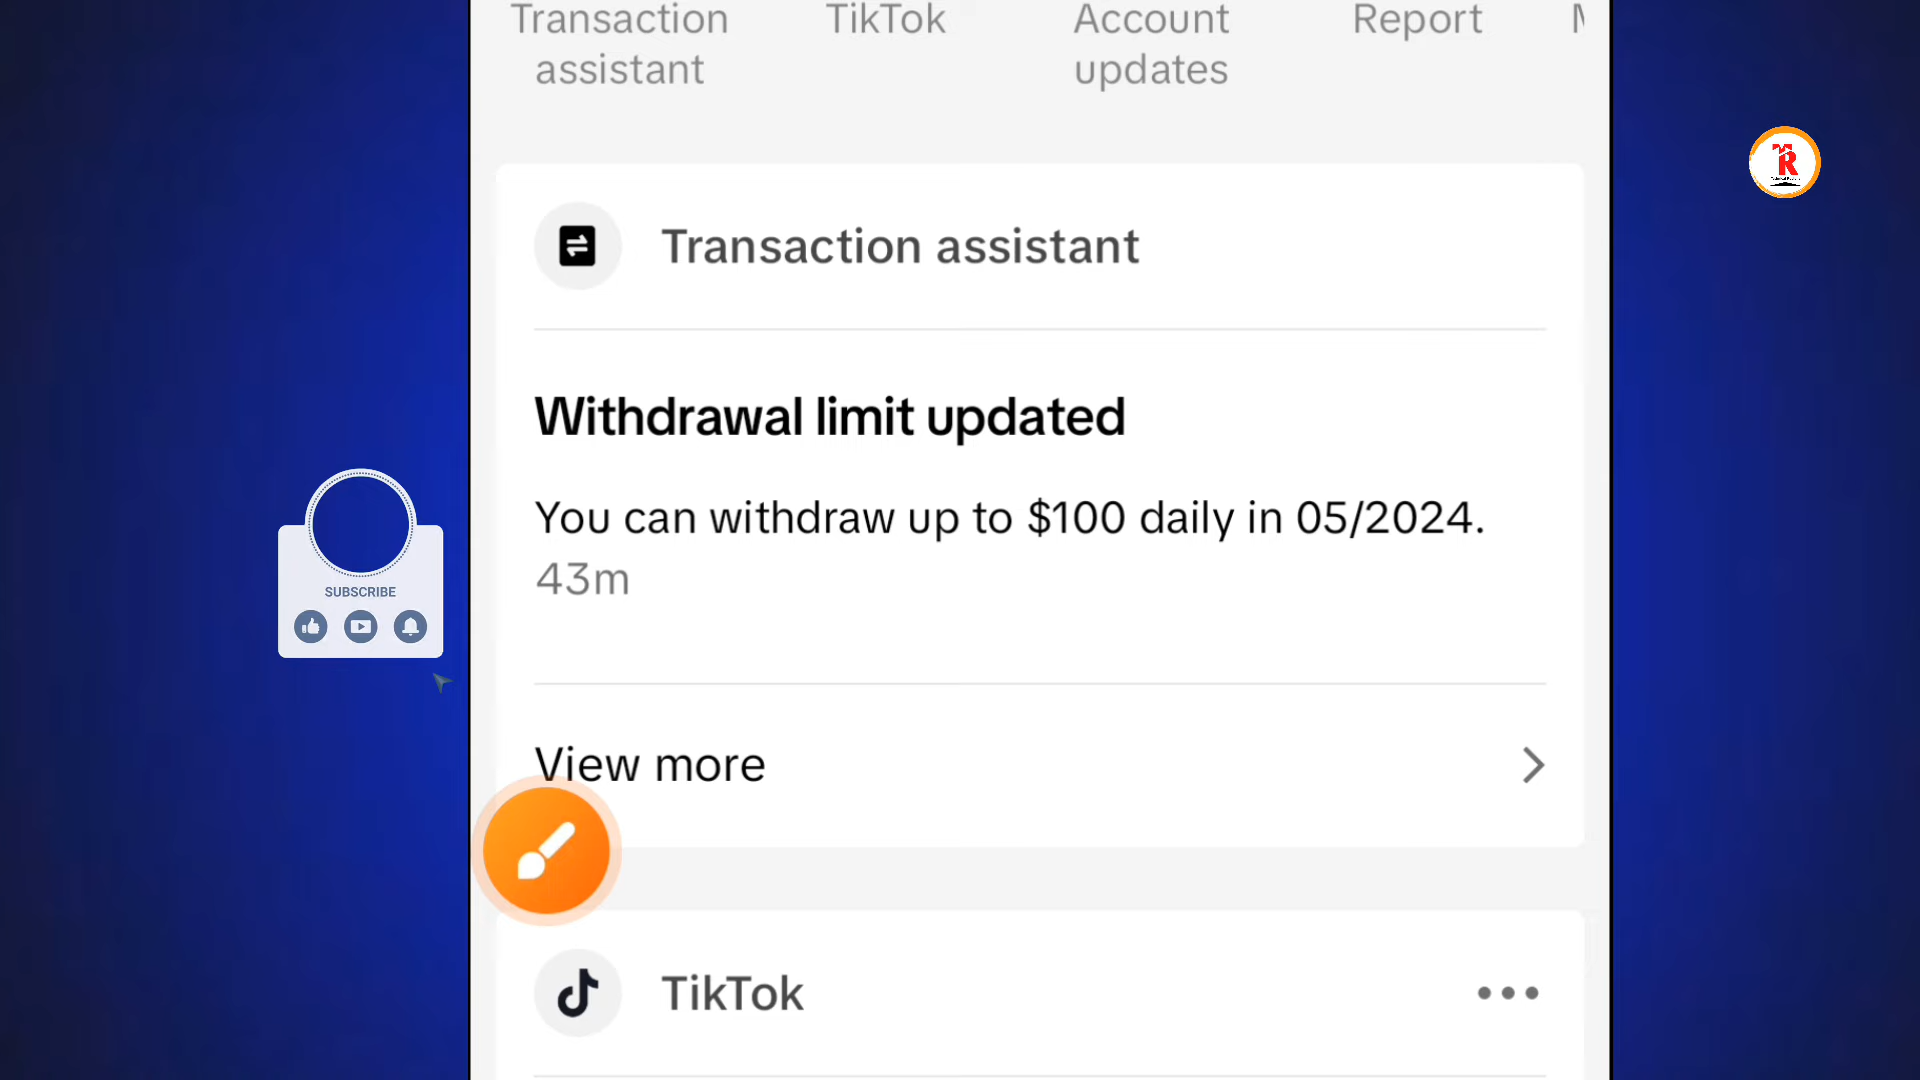 Transaction assistant
TikTok
Account updates
Report
Transaction assistant
Withdrawal limit updated
You can withdraw up to $100 daily in 05/2024.
43m
View more
TikTok
SUBSCRIBE
R